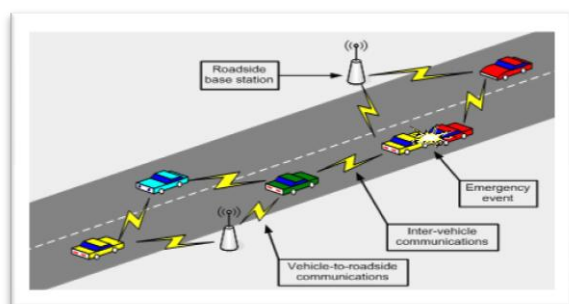 Roadside
base station
Emergency
event
Inter-vehicle
communications
Vehicle-to-roadside
communications